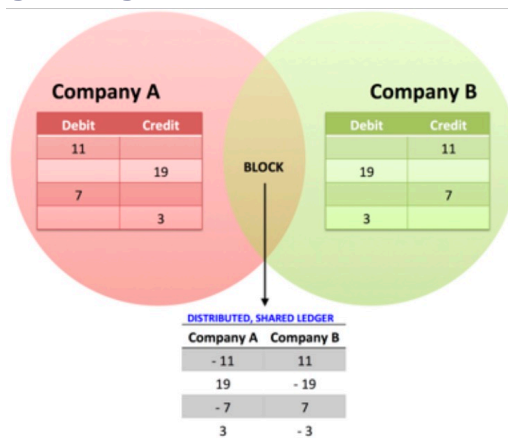 Company A
Debit Credit
11
19
7
3
BLOCK
Company B
Debit Credit
11
19
7
3
DISTRIBUTED, SHARED LEDGER
Company A Company B
- 11 11
19 - 19
- 7 7
3 - 3